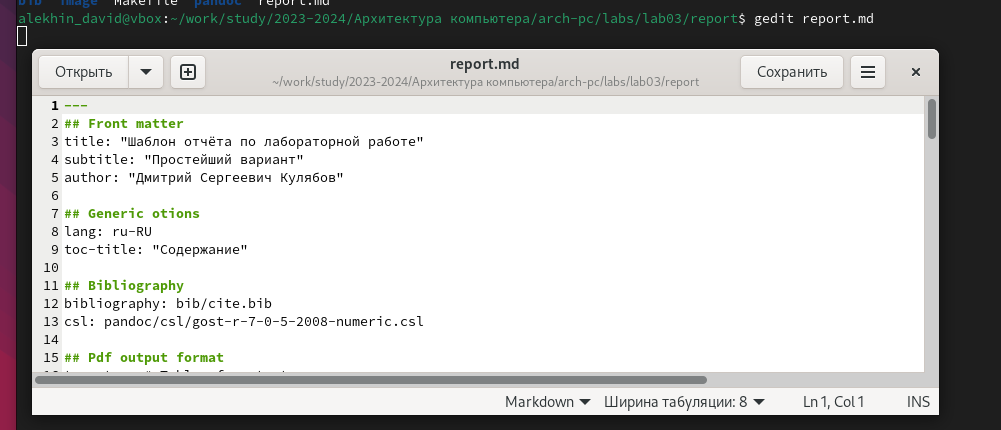 bib image Makefile pandoc report.md
alekhin_david@vbox:~/work/study/2023-2024/Архитектура компьютера/arch-pc/labs/lab03/report$ gedit report.md
Открыть
report.md
~/work/study/2023-2024/Архитектура компьютера/arch-pc/labs/lab03/report
Сохранить
1 ---
2 ## Front matter
3 title: "Шаблон отчёта по лабораторной работе"
4 subtitle: "Простейший вариант"
5 author: "Дмитрий Сергеевич Кулябов"
6
7 ## Generic otions
8 lang: ru-RU
9 toc-title: "Содержание"
10
11 ## Bibliography
12 bibliography: bib/cite.bib
13 csl: pandoc/csl/gost-r-7-0-5-2008-numeric.csl
14
15 ## Pdf output format
Markdown Ширина табуляции: 8 Ln 1, Col 1 INS